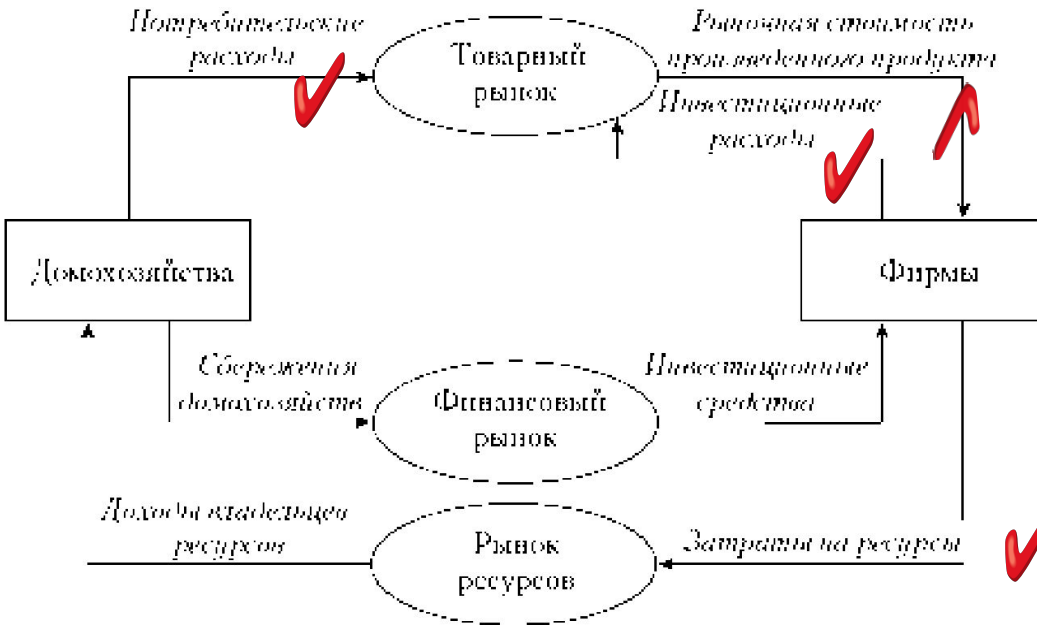 Потребительские
расходы
Товарный
рынок
Рыночная стоимость
произведенного продукта
Инвестиционные
расходы
Домохозяйства
Фирмы
Сбережения
домохозяйств
Финансовый
рынок
Инвестиционные
средства
Доходы владельцев
ресурсов
Рынок
ресурсов
Затраты на ресурсы